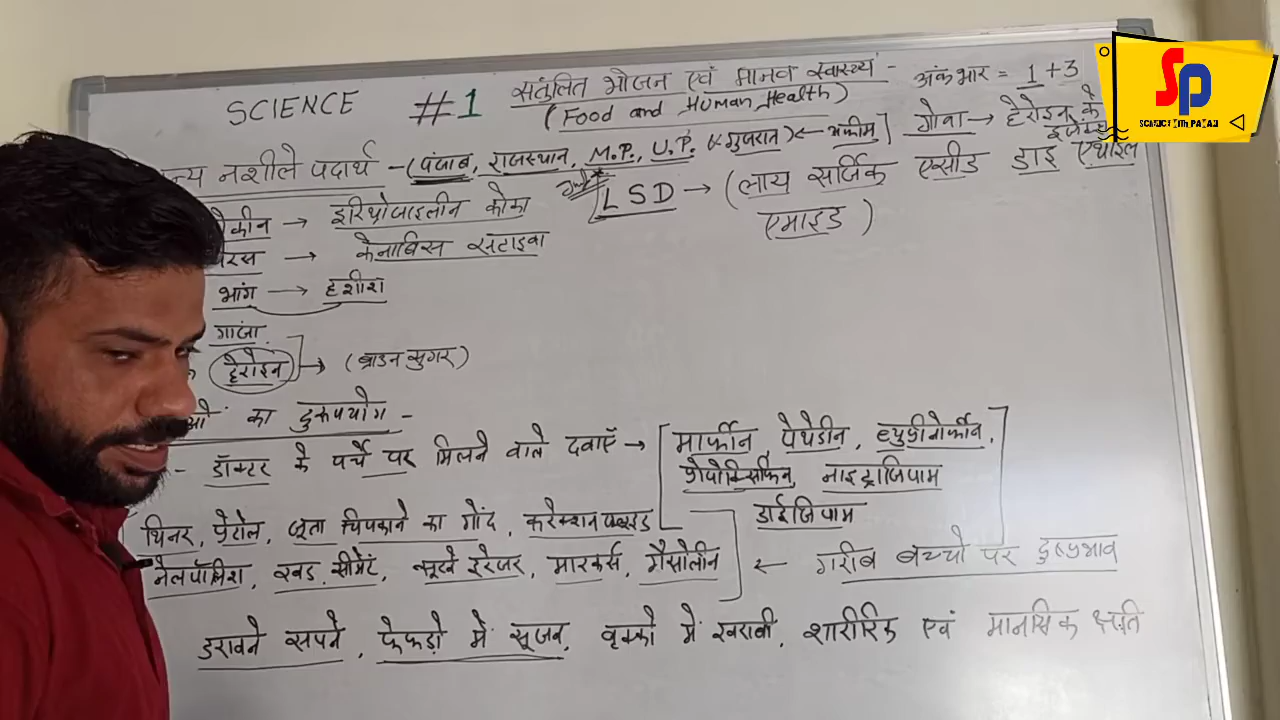 SCIENCE #1 संतुलित भोजन एवं मानव स्वास्थ्य - अंकभार = 1 + 3
(Food and Human Health)
SP
गोवा → हेरोइन के
नशीले पदार्थ - (पंजाब, राजस्थान, M.P., U.P. & गुजरात) ← अफीम]
कीन → इरिथ्रोजाइलीन कोका
LSD → (लाय सर्जिक एसीड डाइ एथाइल
एमाइड)
रस → कैनाबिस सटाइवा
भांग → हशीश
गांजा
हेरोइन → (ब्राउन सुगर)
ओं का दुरूपयोग -
- डॉक्टर के पर्चे पर मिलने वाले दवाएँ → [मार्फीन, पेथेडीन,
नाइट्राजिपाम
डाईजिपाम
थिनर, पेट्रोल, जूता चिपकाने का गोंद, करेक्शन
नेलपॉलिश, रबड़ सीमेंट, इरेजर, मारकर्स, गैसोलीन ← गरीब बच्चो पर दुष्प्रभाव
डरावने सपने, फेफड़ो में सूजन, वृक्को में खराबी, शारीरिक एवं मानसिक क्षति